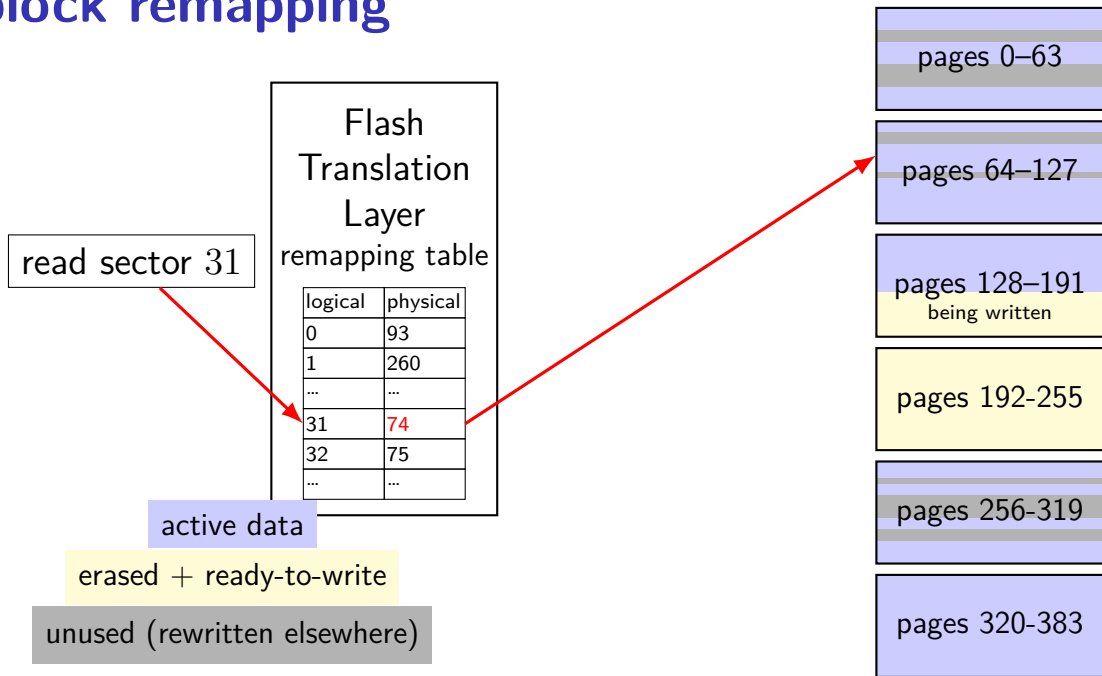 block remapping
Flash
Translation
Layer
remapping table
logical physical
0 93
1 260
... ...
31 74
32 75
... ...
read sector 31
active data
erased + ready-to-write
unused (rewritten elsewhere)
pages 0–63
pages 64–127
pages 128–191
being written
pages 192-255
pages 256-319
pages 320-383